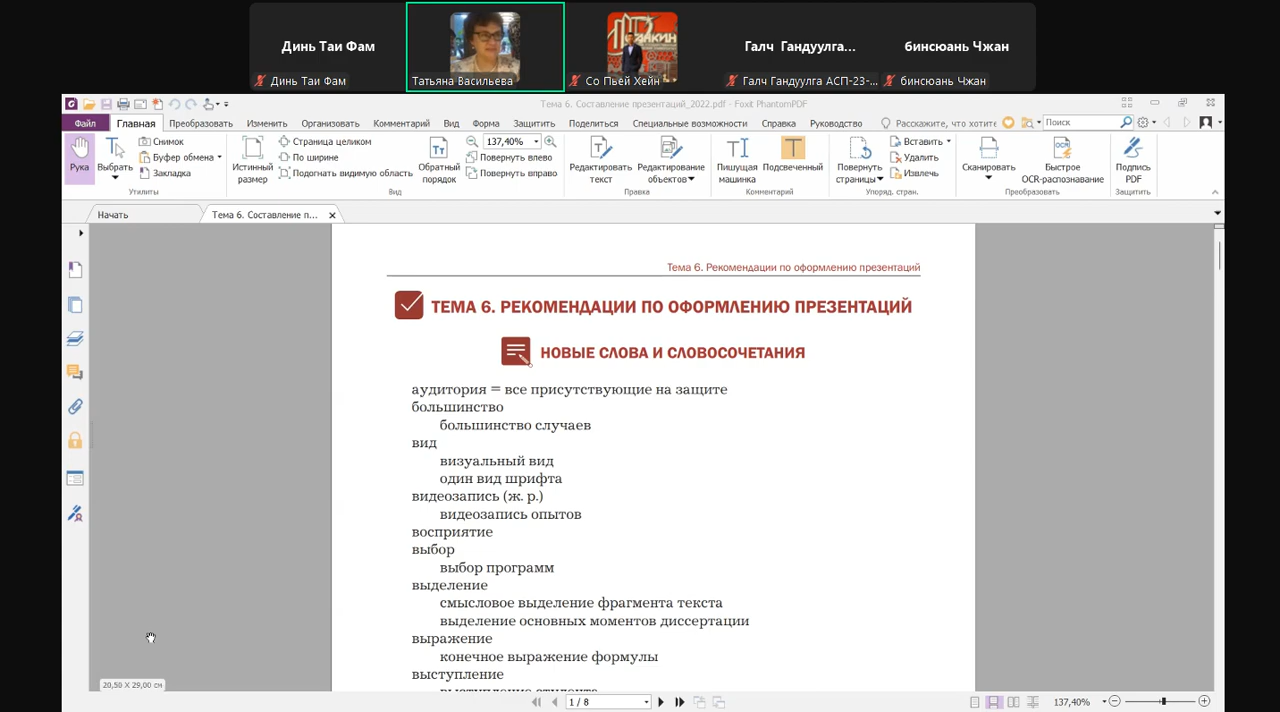 Динь Таи Фам
Галч Гандуулга...
бинсюань Чжан
Динь Таи Фам
Татьяна Васильева
Со Пьей Хейн
Галч Гандуулга АСП-23-...
бинсюань Чжан
Тема 6. Составление презентаций_2022.pdf - Foxit PhantomPDF
Файл Главная Преобразовать Изменить Организовать Комментарий Вид Форма Защитить Поделиться Специальные возможности Справка Руководство Расскажите, что хотите Поиск
Рука
Выбрать
Снимок
Буфер обмена
Закладка
Утилиты
Истинный размер
Страница целиком
По ширине
Подогнать видимую область
Обратный порядок
137,40%
Повернуть влево
Повернуть вправо
Вид
Редактировать текст
Редактирование объектов
Правка
Пишущая машинка
Подсвеченный
Комментарий
Повернуть страницы
Вставить
Удалить
Извлечь
Упоряд. стран.
Сканировать
Быстрое OCR-распознавание
Преобразовать
Подпись PDF
Защитить
Начать
Тема 6. Составление п...
Тема 6. Рекомендации по оформлению презентаций
ТЕМА 6. РЕКОМЕНДАЦИИ ПО ОФОРМЛЕНИЮ ПРЕЗЕНТАЦИЙ
НОВЫЕ СЛОВА И СЛОВОСОЧЕТАНИЯ
аудитория = все присутствующие на защите
большинство
большинство случаев
вид
визуальный вид
один вид шрифта
видеозапись (ж. р.)
видеозапись опытов
восприятие
выбор
выбор программ
выделение
смысловое выделение фрагмента текста
выделение основных моментов диссертации
выражение
конечное выражение формулы
выступление
выступление студента
20,50 X 29,00 см
1 / 8
137,40%